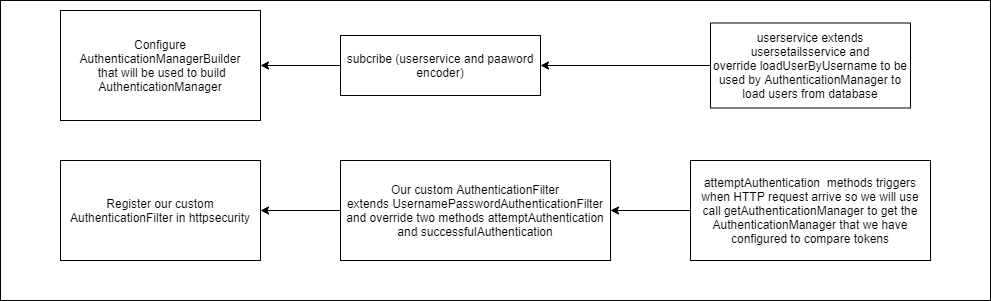 Configure
AuthenticationManagerBuilder
that will be used to build
AuthenticationManager
subcribe (userservice and paaword
encoder)
userservice extends
usersetailsservice and
override loadUserByUsername to be
used by AuthenticationManager to
load users from database
Register our custom
AuthenticationFilter in httpsecurity
Our custom AuthenticationFilter
extends UsernamePasswordAuthenticationFilter
and override two methods attemptAuthentication
and successfulAuthentication
attemptAuthentication methods triggers
when HTTP request arrive so we will use
call getAuthenticationManager to get the
AuthenticationManager that we have
configured to compare tokens